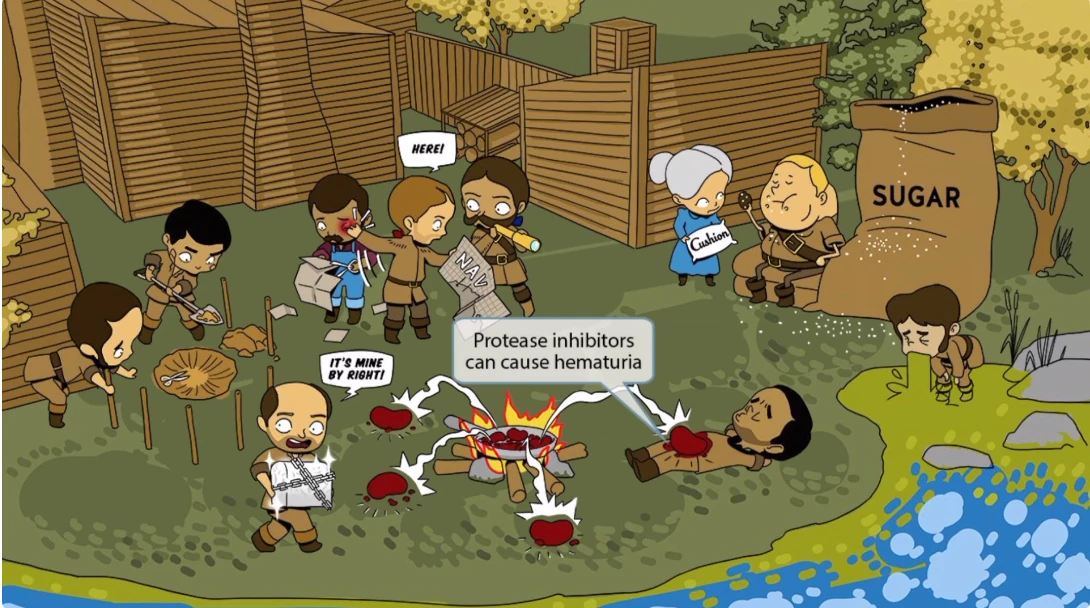 HERE!
NAV
Cushion
SUGAR
Protease inhibitors
can cause hematuria
IT'S MINE
BY RIGHT!